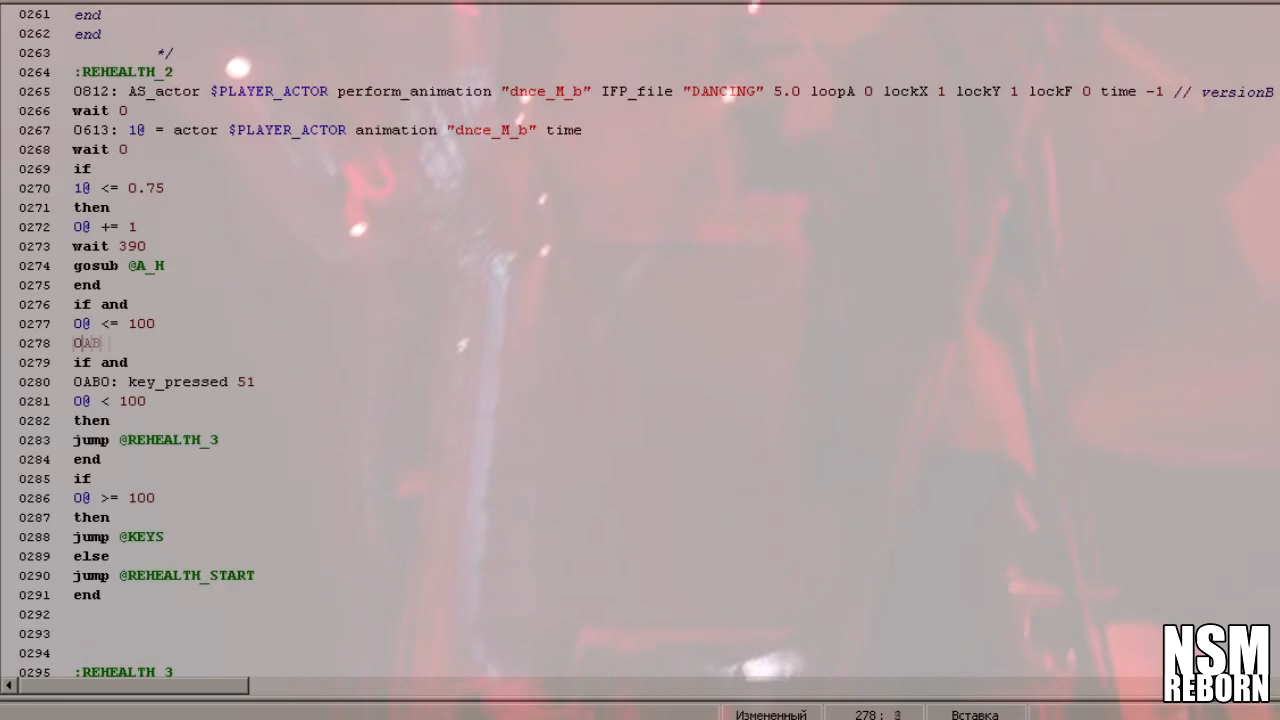 0261 end
0262 end
0263 */
0264 :REHEALTH_2
0265 0812: AS_actor $PLAYER_ACTOR perform_animation "dnce_M_b" IFP_file "DANCING" 5.0 loopA 0 lockX 1 lockY 1 lockF 0 time -1 // versionB
0266 wait 0
0267 0613: 1@ = actor $PLAYER_ACTOR animation "dnce_M_b" time
0268 wait 0
0269 if
0270 1@ <= 0.75
0271 then
0272 0@ += 1
0273 wait 390
0274 gosub @A_H
0275 end
0276 if and
0277 0@ <= 100
0278 0AB
0279 if and
0280 0AB0: key_pressed 51
0281 0@ < 100
0282 then
0283 jump @REHEALTH_3
0284 end
0285 if
0286 0@ >= 100
0287 then
0288 jump @KEYS
0289 else
0290 jump @REHEALTH_START
0291 end
0292
0293
0294
0295 :REHEALTH_3
Измененный 278: Вставка
NSM
REBORN